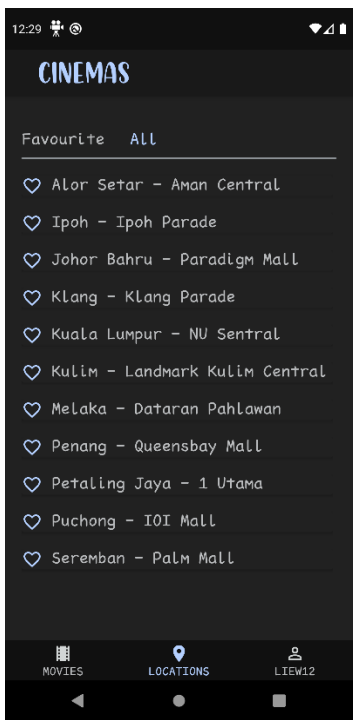 12:29
CINEMAS
Favourite All
Alor Setar - Aman Central
Ipoh - Ipoh Parade
Johor Bahru - Paradigm Mall
Klang - Klang Parade
Kuala Lumpur - NU Sentral
Kulim - Landmark Kulim Central
Melaka - Dataran Pahlawan
Penang - Queensbay Mall
Petaling Jaya - 1 Utama
Puchong - IOI Mall
Seremban - Palm Mall
MOVIES LOCATIONS LIEW12